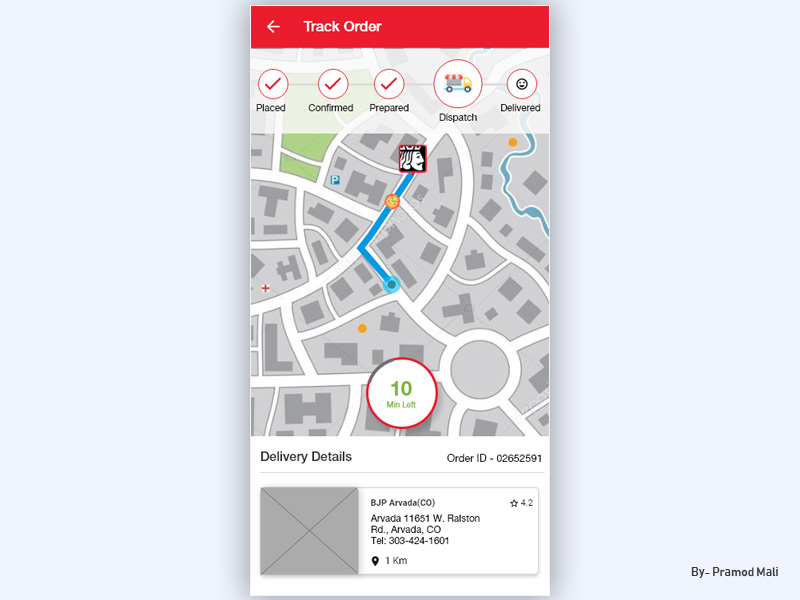 Track Order
Placed
Confirmed
Prepared
Dispatch
Delivered
P
10
Min Left
Delivery Details
Order ID - 02652591
BJP Arvada(CO)
4.2
Arvada 11651 W. Ralston
Rd., Arvada, CO
Tel: 303-424-1601
1 Km
By- Pramod Mali